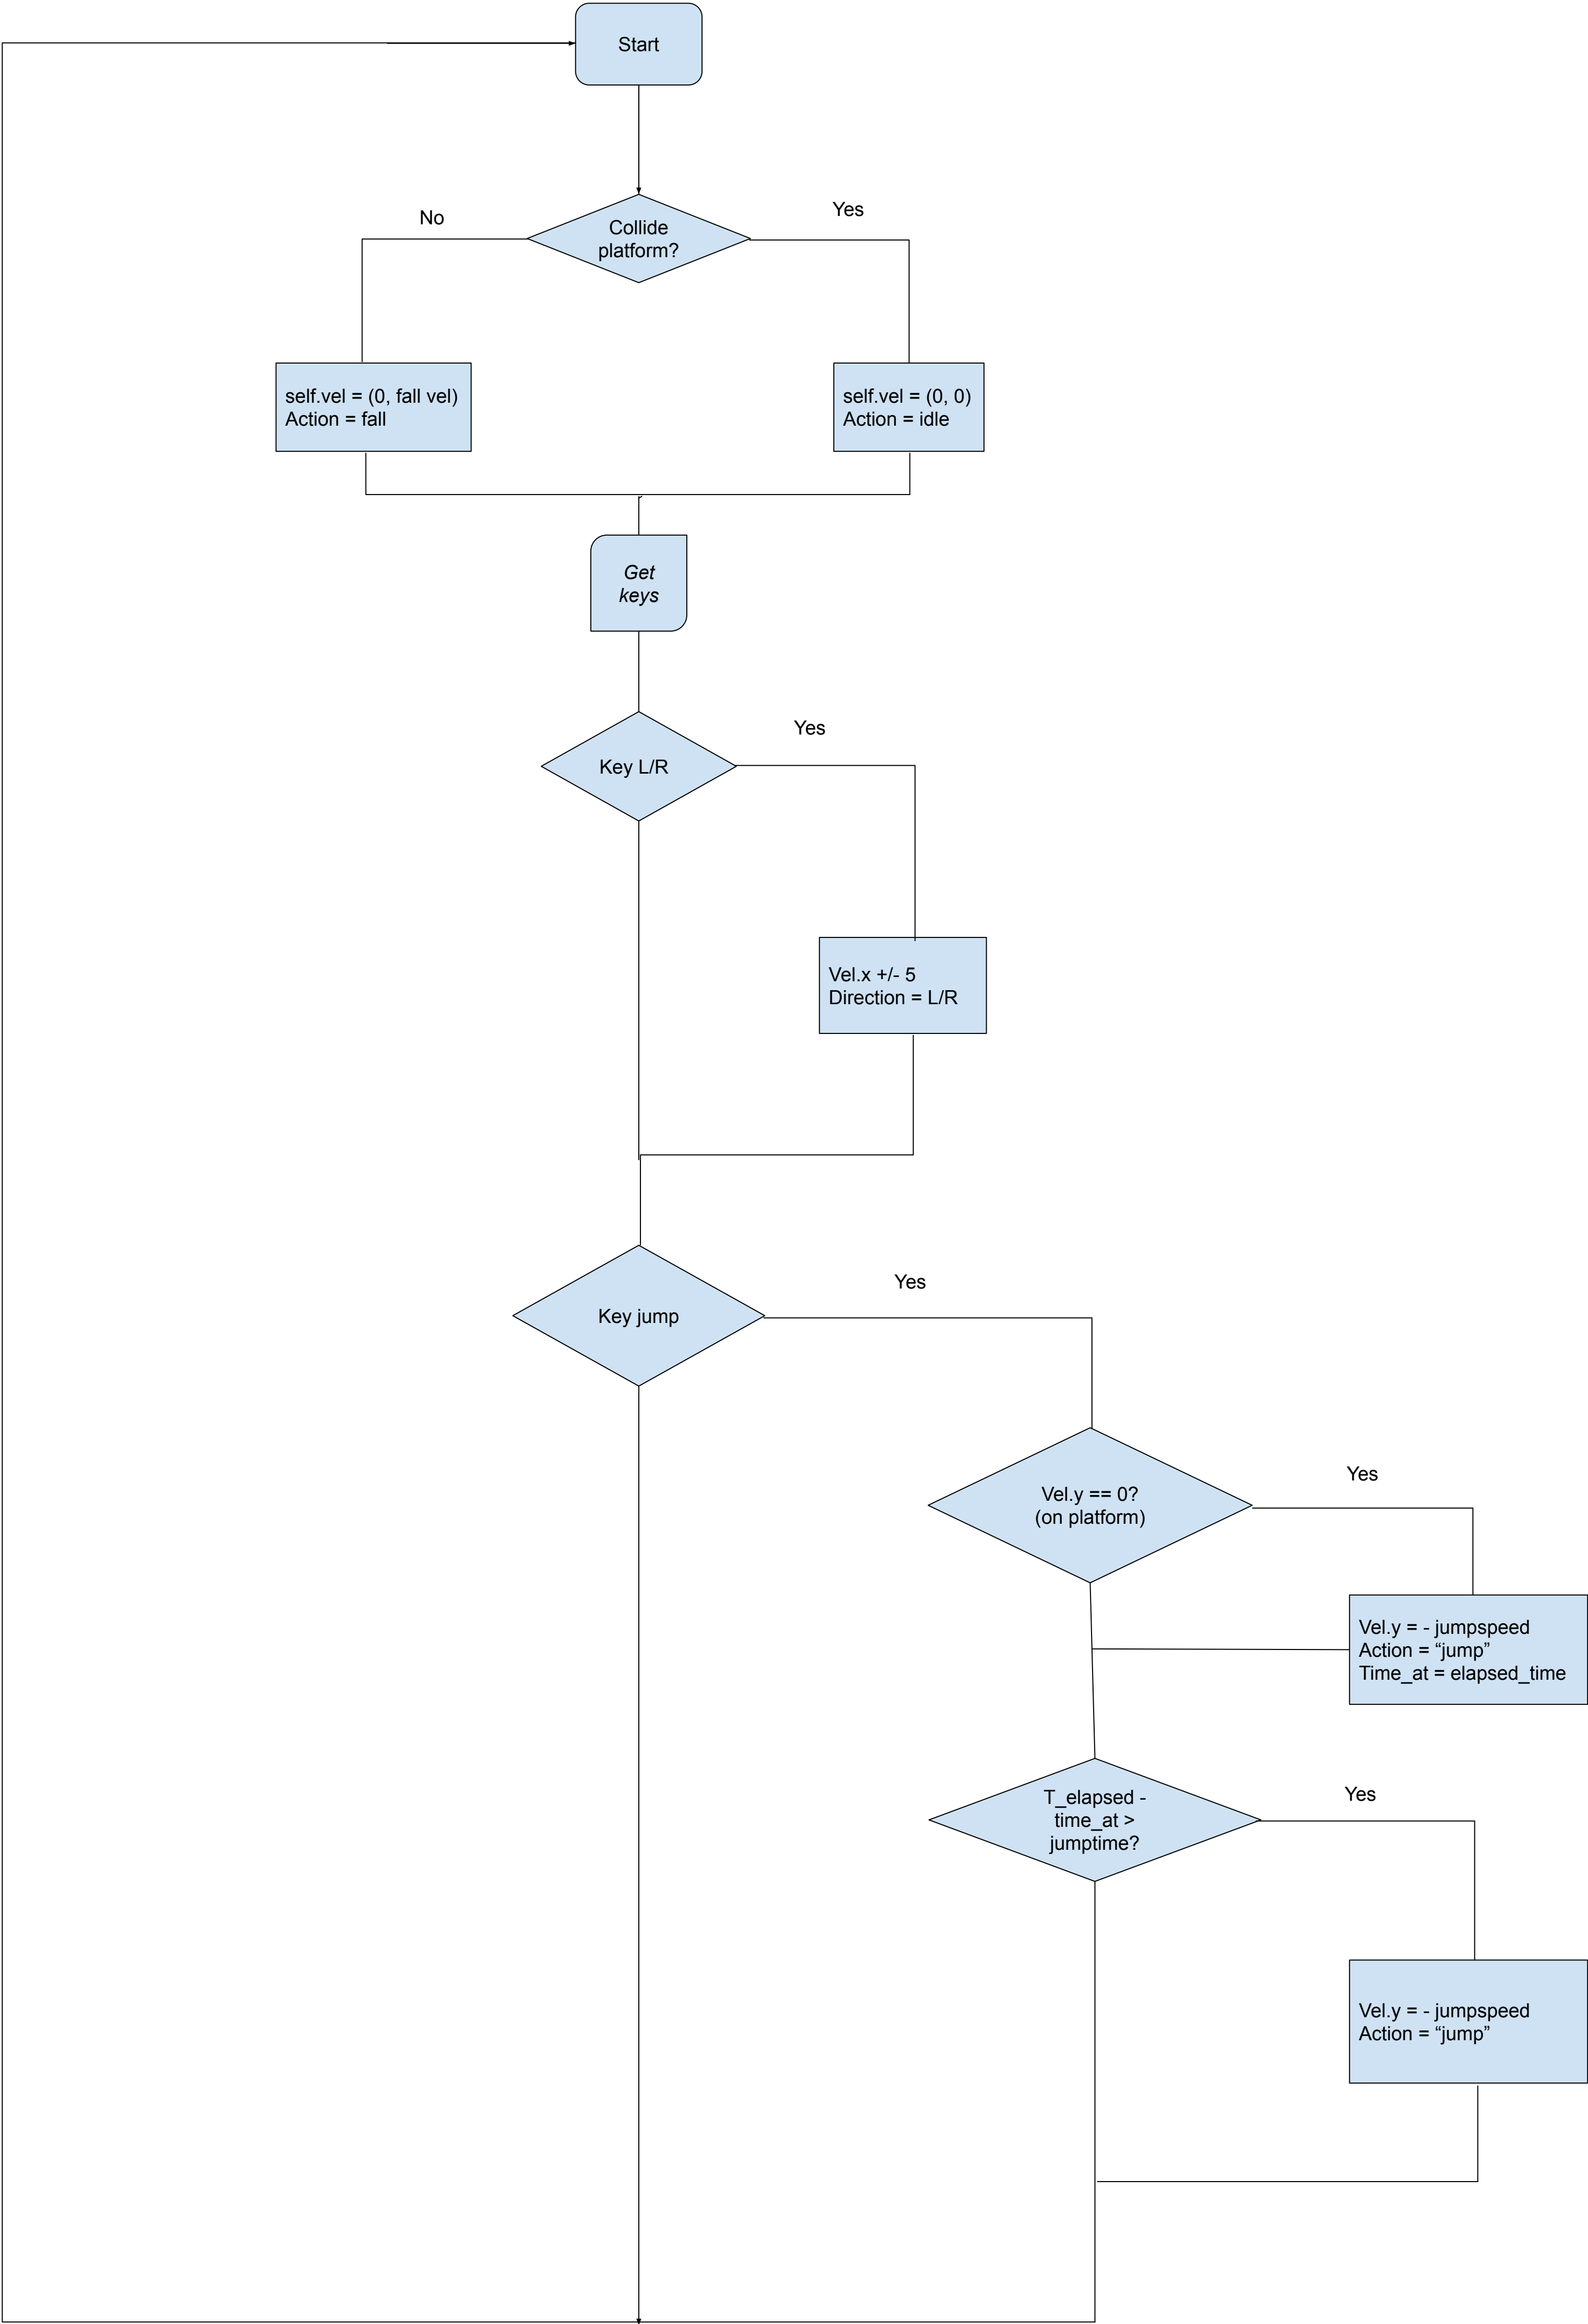 Start
Collide
platform?
No
Yes
self.vel = (0, fall vel)
Action = fall
self.vel = (0, 0)
Action = idle
Get
keys
Key L/R
Yes
Vel.x +/- 5
Direction = L/R
Key jump
Yes
Vel.y == 0?
(on platform)
Yes
Vel.y = - jumpspeed
Action = “jump”
Time_at = elapsed_time
T_elapsed -
time_at >
jumptime?
Yes
Vel.y = - jumpspeed
Action = “jump”